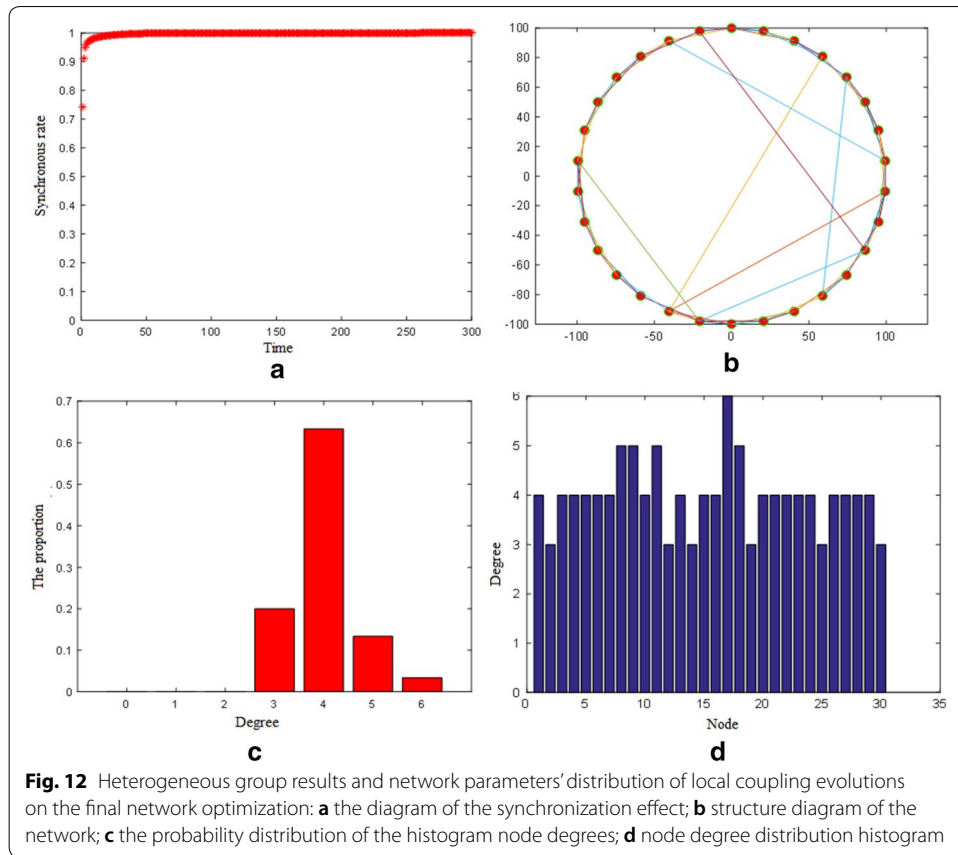 1
0.9
0.8
0.7
0.6
0.5
0.4
0.3
0.2
0.1
0
Synchronous rate
0 50 100 150 200 250 300
Time
a
100
80
60
40
20
0
-20
-40
-60
-80
-100
-100 -50 0 50 100
b
0.7
0.6
0.5
0.4
0.3
0.2
0.1
0
The proportion
0 1 2 3 4 5 6
Degree
c
6
5
4
3
2
1
0
Degree
0 5 10 15 20 25 30 35
Node
d
Fig. 12 Heterogeneous group results and network parameters' distribution of local coupling evolutions
on the final network optimization: a the diagram of the synchronization effect; b structure diagram of the
network; c the probability distribution of the histogram node degrees; d node degree distribution histogram